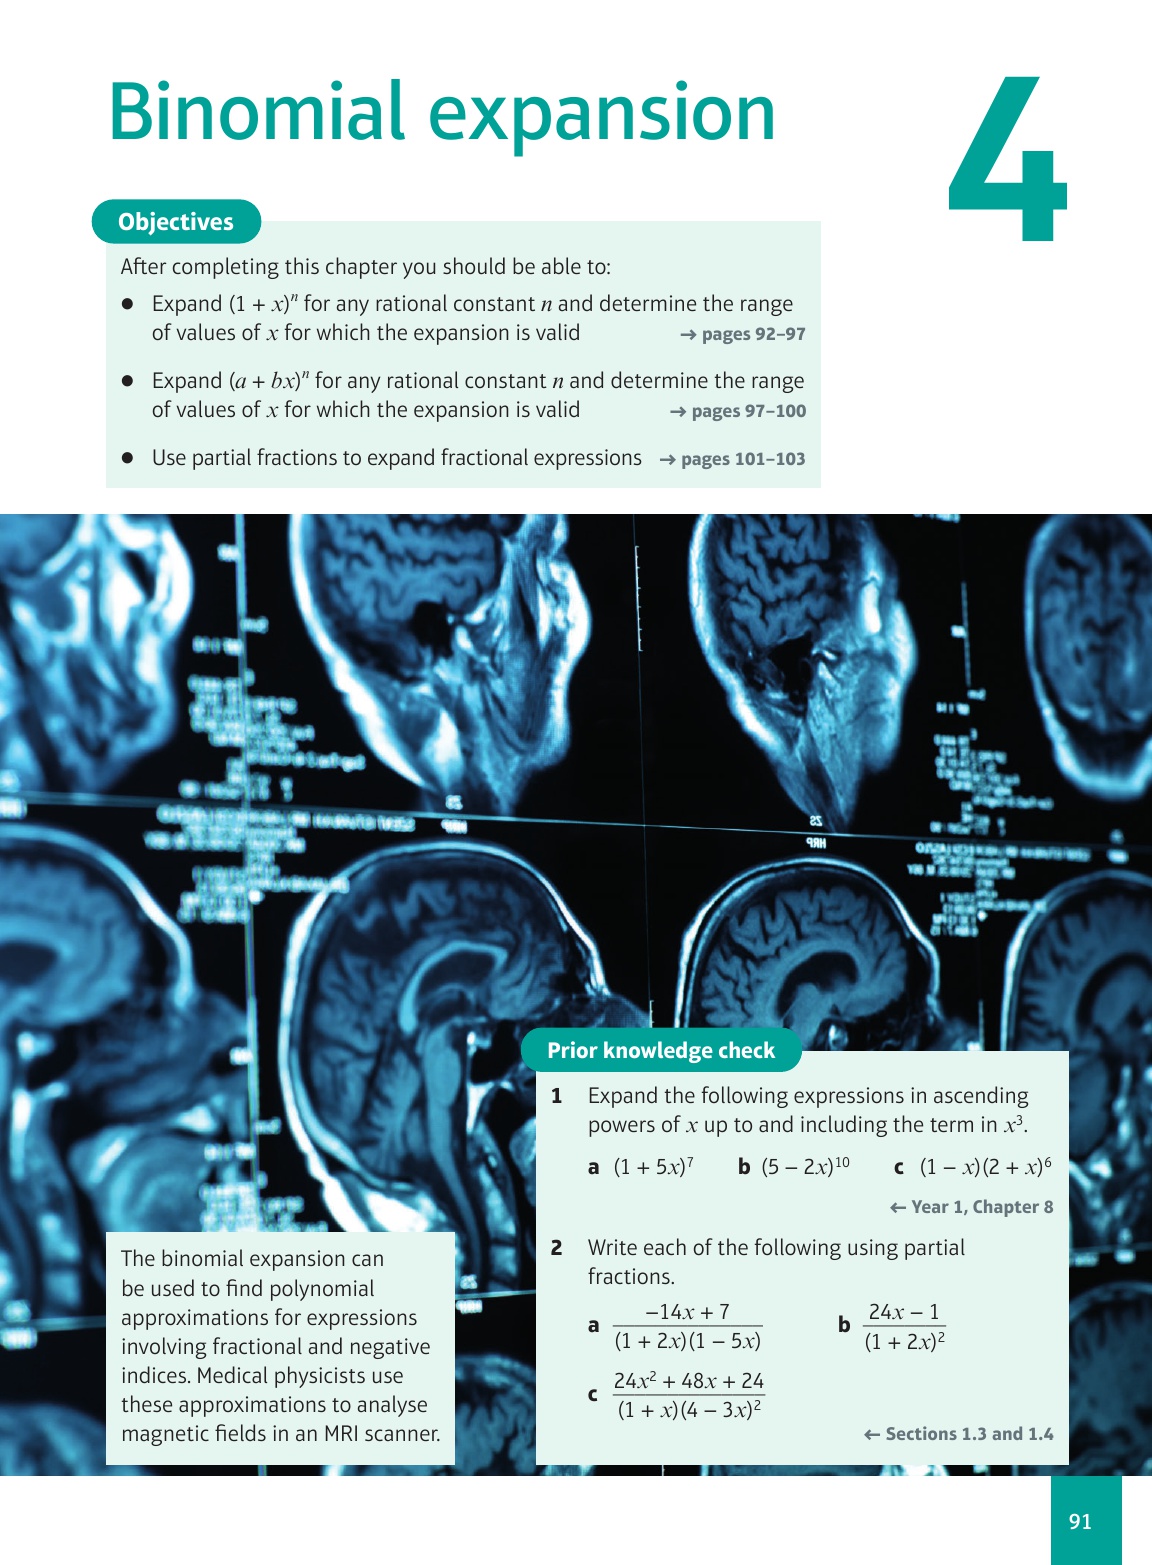 Binomial expansion
4
Objectives
After completing this chapter you should be able to:
● Expand (1 + x)ⁿ for any rational constant n and determine the range
of values of x for which the expansion is valid → pages 92–97
● Expand (a + bx)ⁿ for any rational constant n and determine the range
of values of x for which the expansion is valid → pages 97–100
● Use partial fractions to expand fractional expressions → pages 101–103
Prior knowledge check
1 Expand the following expressions in ascending
powers of x up to and including the term in x³.
a (1 + 5x)⁷ b (5 − 2x)¹⁰ c (1 − x)(2 + x)⁶
← Year 1, Chapter 8
2 Write each of the following using partial
fractions.
a (−14x + 7)/((1 + 2x)(1 − 5x)) b (24x − 1)/((1 + 2x)²)
c (24x² + 48x + 24)/((1 + x)(4 − 3x)²)
← Sections 1.3 and 1.4
The binomial expansion can
be used to find polynomial
approximations for expressions
involving fractional and negative
indices. Medical physicists use
these approximations to analyse
magnetic fields in an MRI scanner.
91